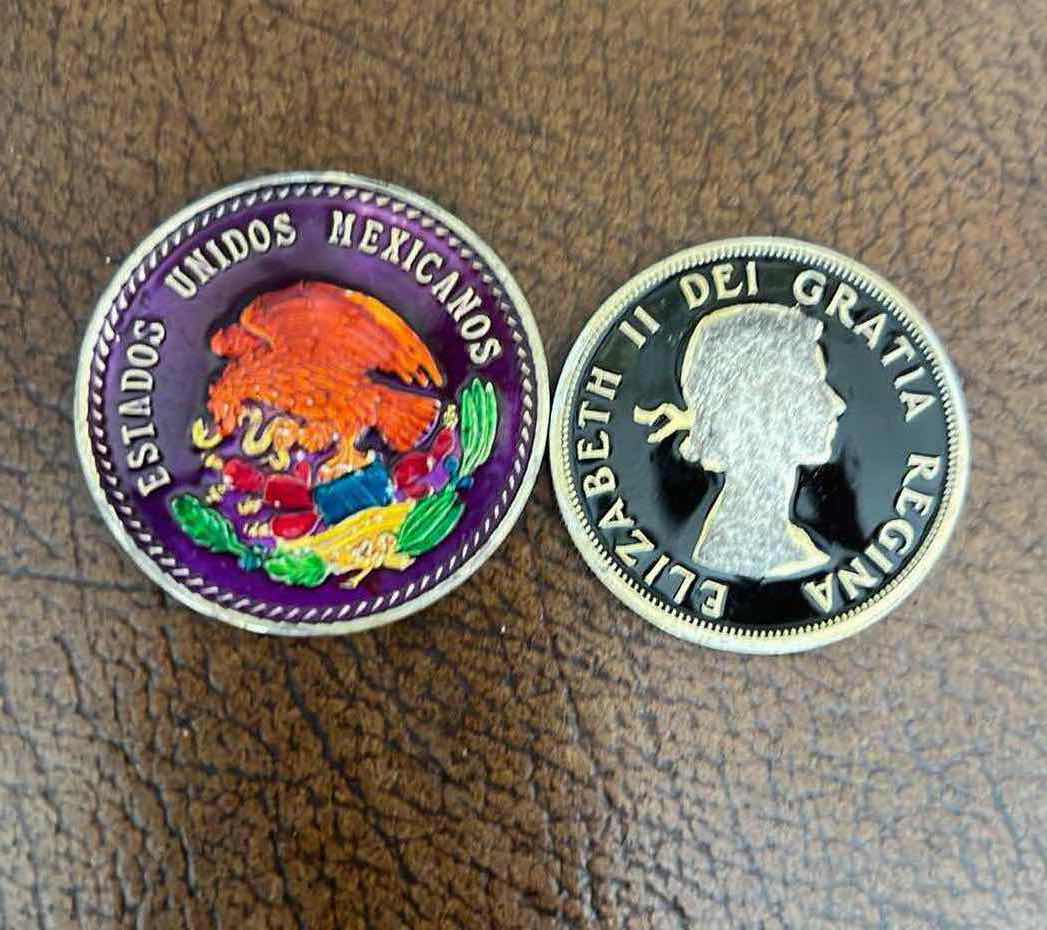 ESTADOS UNIDOS MEXICANOS
ELIZABETH II DEI GRATIA REGINA